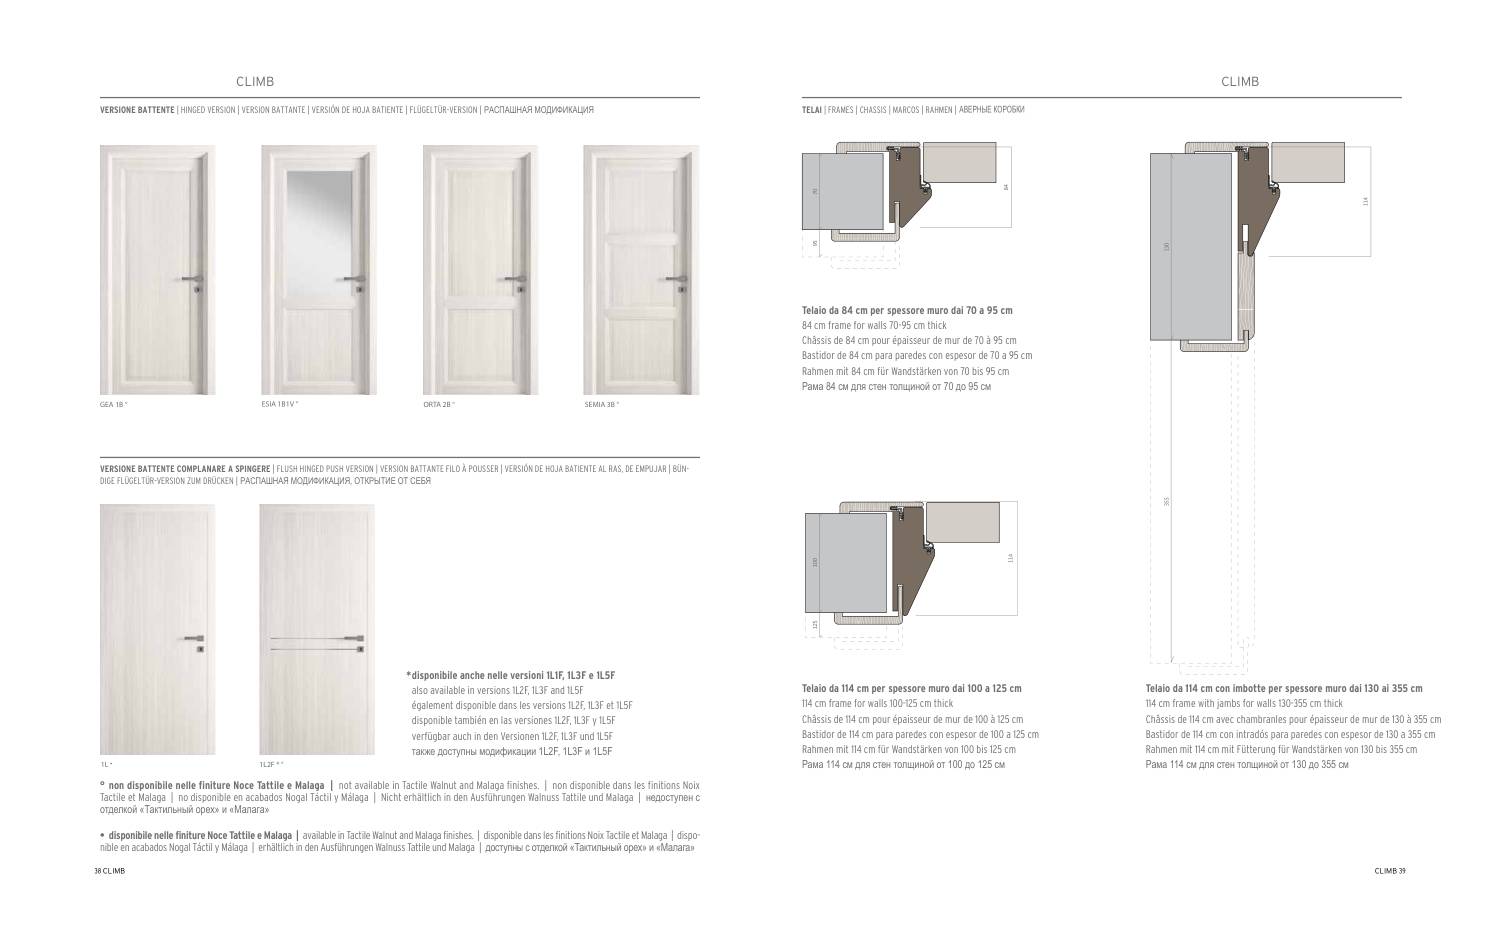 CLIMB
VERSIONE BATTENTE | HINGED VERSION | VERSION BATTANTE | VERSIÓN DE HOJA BATIENTE | FLÜGELTÜR-VERSION | РАСПАШНАЯ МОДИФИКАЦИЯ
GEA 1B °
ESIA 1B1V °
ORTA 2B °
SEMIA 3B °
VERSIONE BATTENTE COMPLANARE A SPINGERE | FLUSH HINGED PUSH VERSION | VERSION BATTANTE FILO À POUSSER | VERSIÓN DE HOJA BATIENTE AL RAS, DE EMPUJAR | BÜN-
DIGE FLÜGELTÜR-VERSION ZUM DRÜCKEN | РАСПАШНАЯ МОДИФИКАЦИЯ, ОТКРЫТИЕ ОТ СЕБЯ
*disponibile anche nelle versioni 1L1F, 1L3F e 1L5F
also available in versions 1L2F, 1L3F and 1L5F
également disponible dans les versions 1L2F, 1L3F et 1L5F
disponible también en las versiones 1L2F, 1L3F y 1L5F
verfügbar auch in den Versionen 1L2F, 1L3F und 1L5F
также доступны модификации 1L2F, 1L3F и 1L5F
1L •
1L2F * °
° non disponibile nelle finiture Noce Tattile e Malaga | not available in Tactile Walnut and Malaga finishes. | non disponible dans les finitions Noix
Tactile et Malaga | no disponible en acabados Nogal Táctil y Málaga | Nicht erhältlich in den Ausführungen Walnuss Tattile und Malaga | недоступен с
отделкой «Тактильный орех» и «Малага»
• disponibile nelle finiture Noce Tattile e Malaga | available in Tactile Walnut and Malaga finishes. | disponible dans les finitions Noix Tactile et Malaga | dispo-
nible en acabados Nogal Táctil y Málaga | erhältlich in den Ausführungen Walnuss Tattile und Malaga | доступны с отделкой «Тактильный орех» и «Малага»
38 CLIMB
CLIMB
TELAI | FRAMES | CHASSIS | MARCOS | RAHMEN | АВЕРНЫЕ КОРОБКИ
70
95
84
Telaio da 84 cm per spessore muro dai 70 a 95 cm
84 cm frame for walls 70-95 cm thick
Châssis de 84 cm pour épaisseur de mur de 70 à 95 cm
Bastidor de 84 cm para paredes con espesor de 70 a 95 cm
Rahmen mit 84 cm für Wandstärken von 70 bis 95 cm
Рама 84 см для стен толщиной от 70 до 95 см
100
125
114
Telaio da 114 cm per spessore muro dai 100 a 125 cm
114 cm frame for walls 100-125 cm thick
Châssis de 114 cm pour épaisseur de mur de 100 à 125 cm
Bastidor de 114 cm para paredes con espesor de 100 a 125 cm
Rahmen mit 114 cm für Wandstärken von 100 bis 125 cm
Рама 114 см для стен толщиной от 100 до 125 см
130
114
355
Telaio da 114 cm con imbotte per spessore muro dai 130 ai 355 cm
114 cm frame with jambs for walls 130-355 cm thick
Châssis de 114 cm avec chambranles pour épaisseur de mur de 130 à 355 cm
Bastidor de 114 cm con intradós para paredes con espesor de 130 a 355 cm
Rahmen mit 114 cm mit Fütterung für Wandstärken von 130 bis 355 cm
Рама 114 см для стен толщиной от 130 до 355 см
CLIMB 39